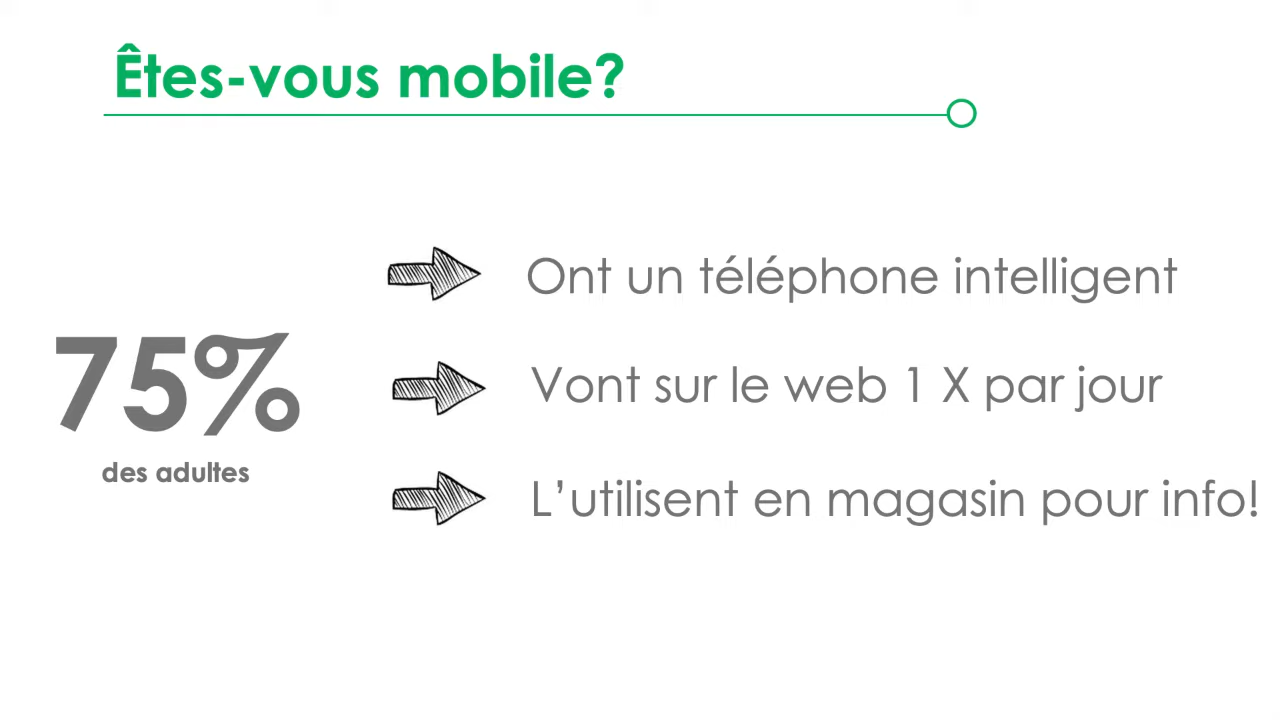 Êtes-vous mobile?
75%
des adultes
Ont un téléphone intelligent
Vont sur le web 1 X par jour
L’utilisent en magasin pour info!